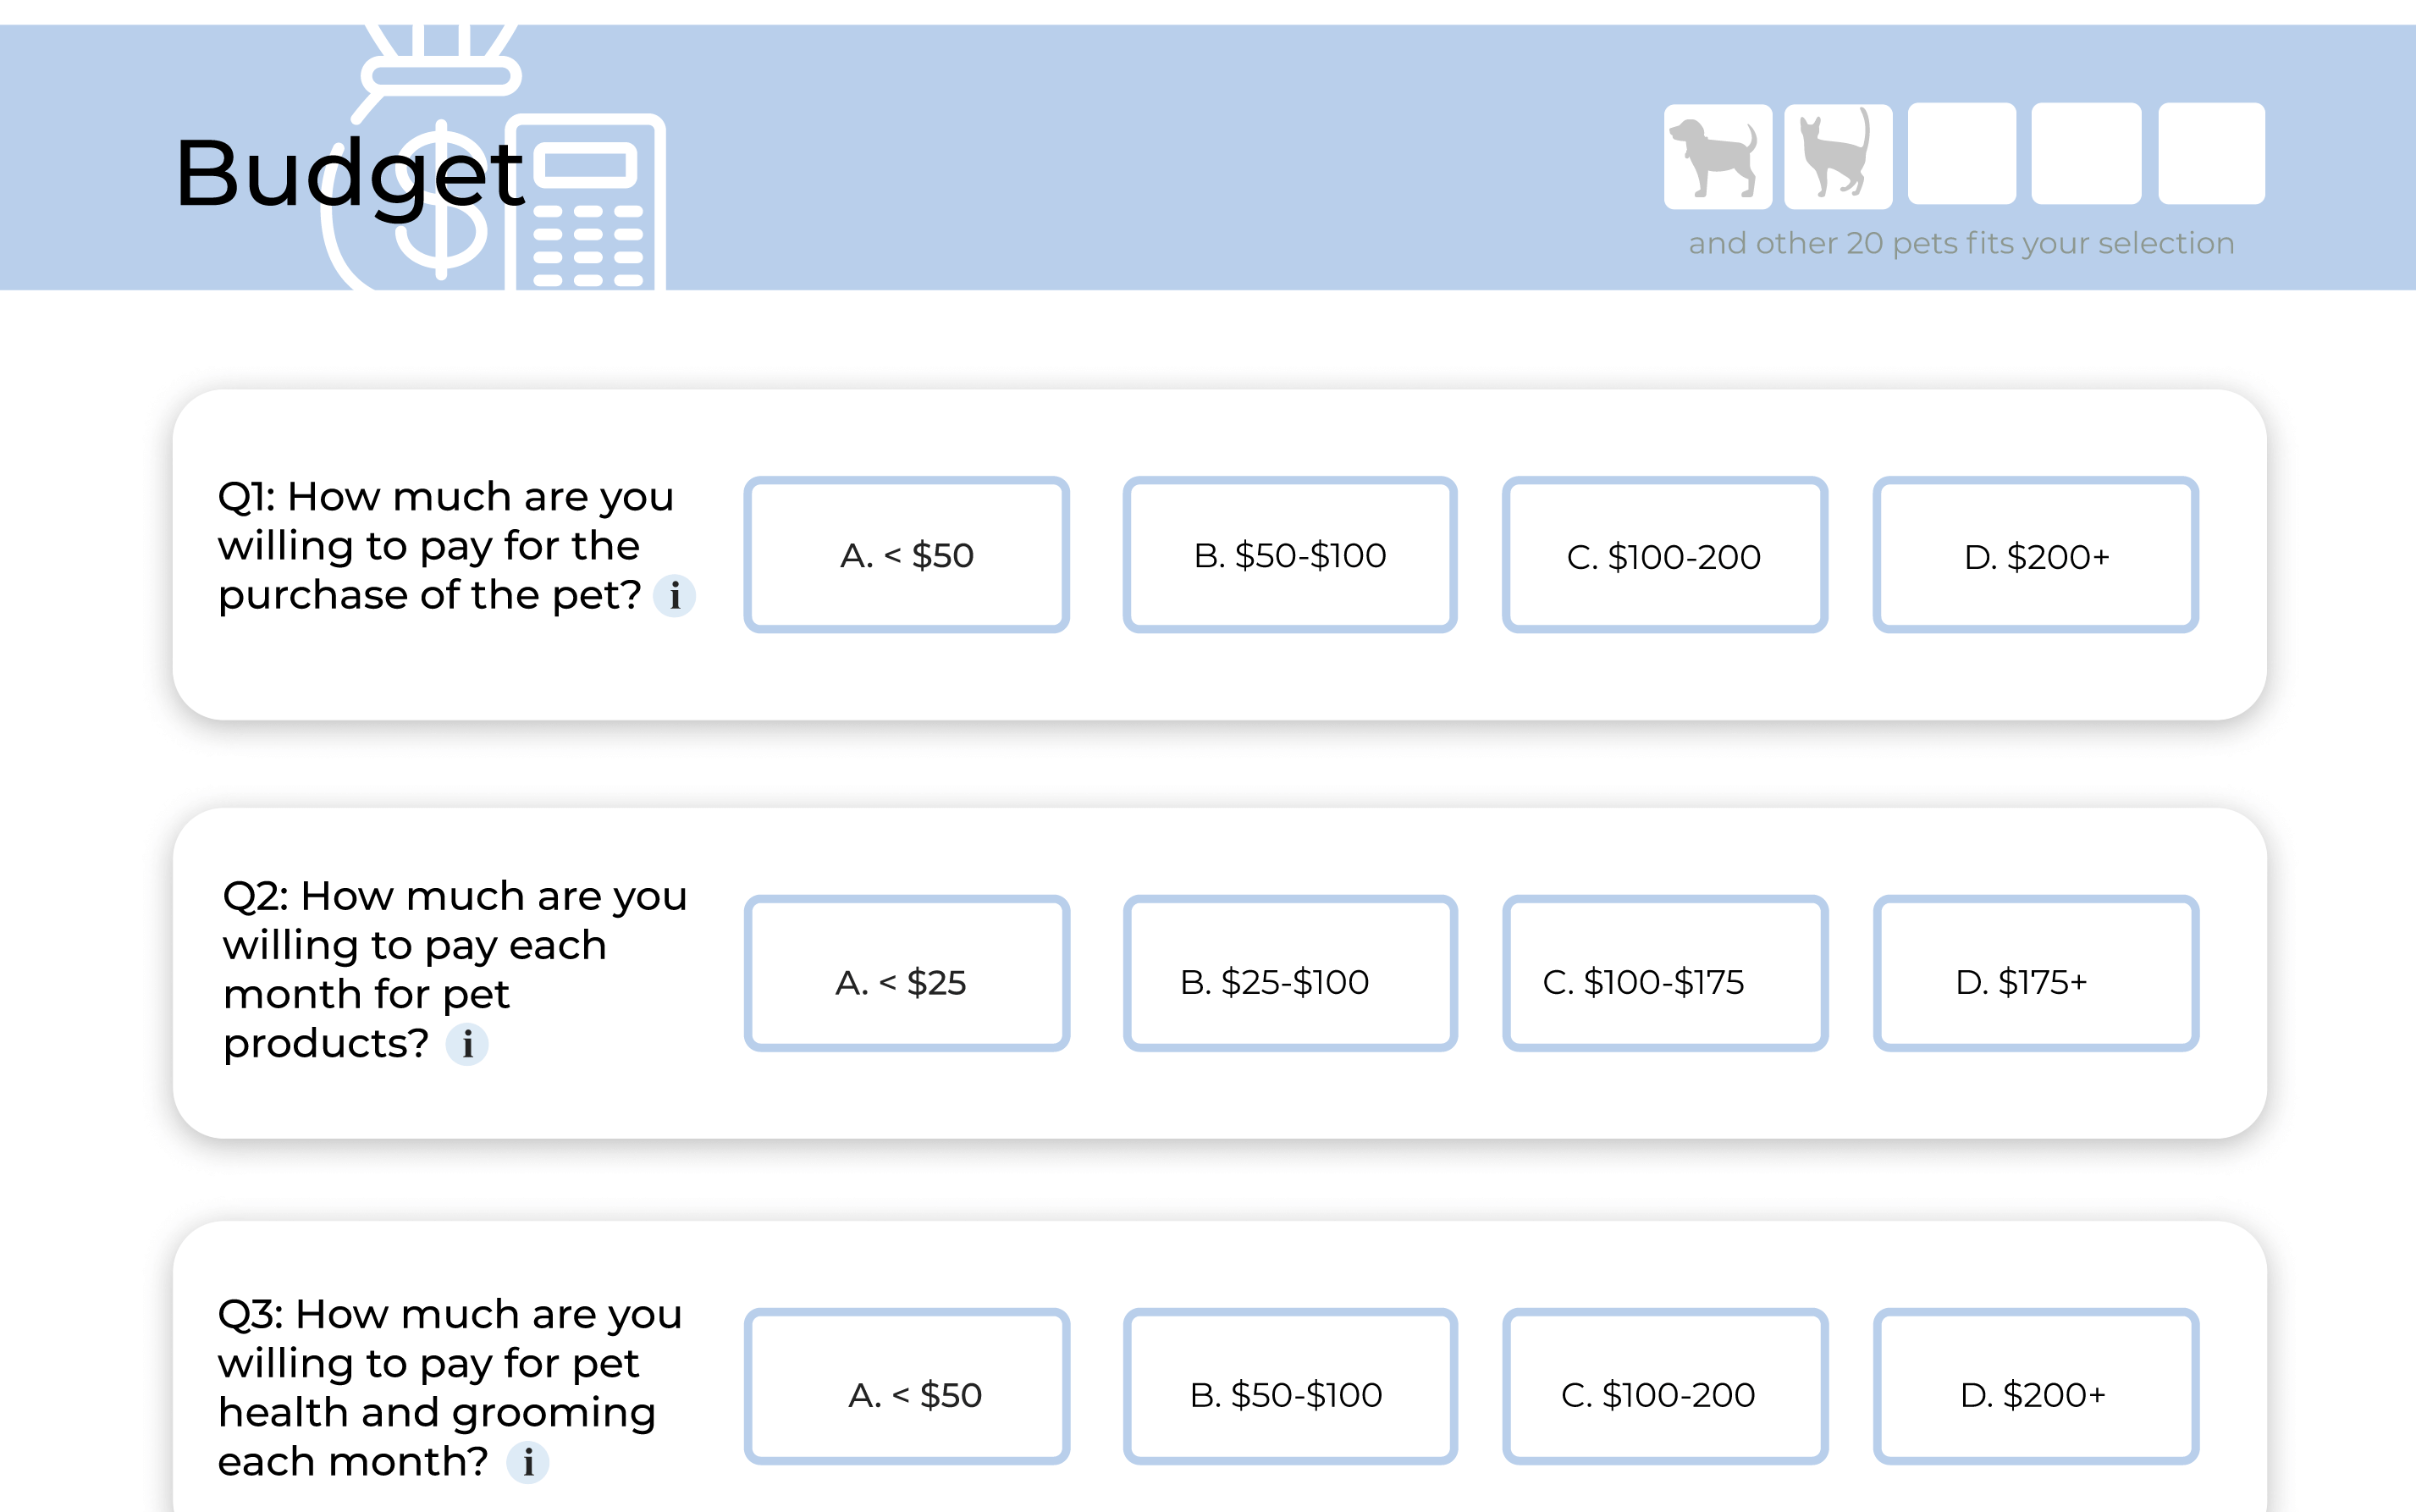 Budget
and other 20 pets fits your selection
Q1: How much are you
willing to pay for the
purchase of the pet? i
A. < $50
B. $50-$100
C. $100-200
D. $200+
Q2: How much are you
willing to pay each
month for pet
products? i
A. < $25
B. $25-$100
C. $100-$175
D. $175+
Q3: How much are you
willing to pay for pet
health and grooming
each month? i
A. < $50
B. $50-$100
C. $100-200
D. $200+